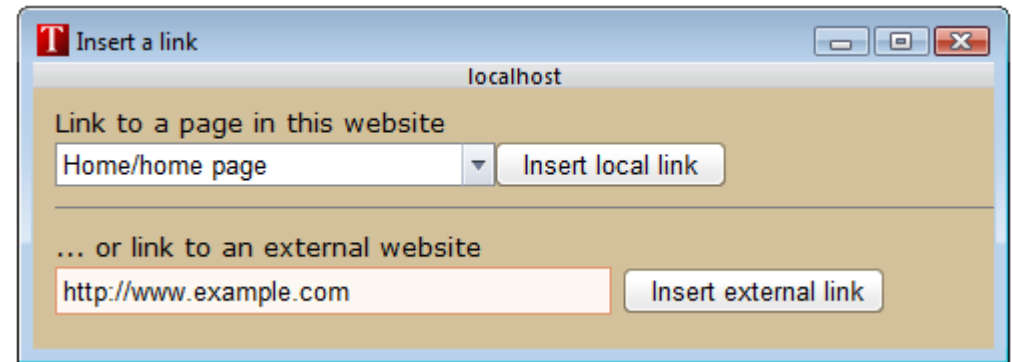 T Insert a link
localhost
Link to a page in this website
Home/home page Insert local link
... or link to an external website
http://www.example.com Insert external link